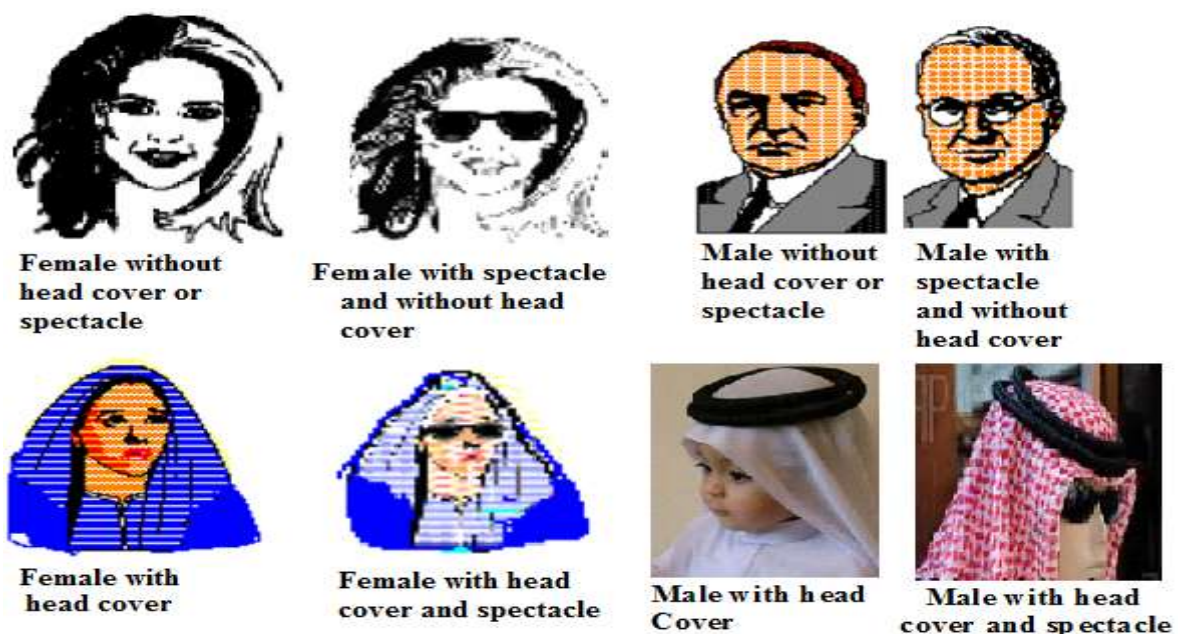 Female without
head cover or
spectacle
Female with spectacle
and without head
cover
Male without
head cover or
spectacle
Male with
spectacle
and without
head cover
Female with
head cover
Female with head
cover and spectacle
Male with head
Cover
Male with head
cover and spectacle